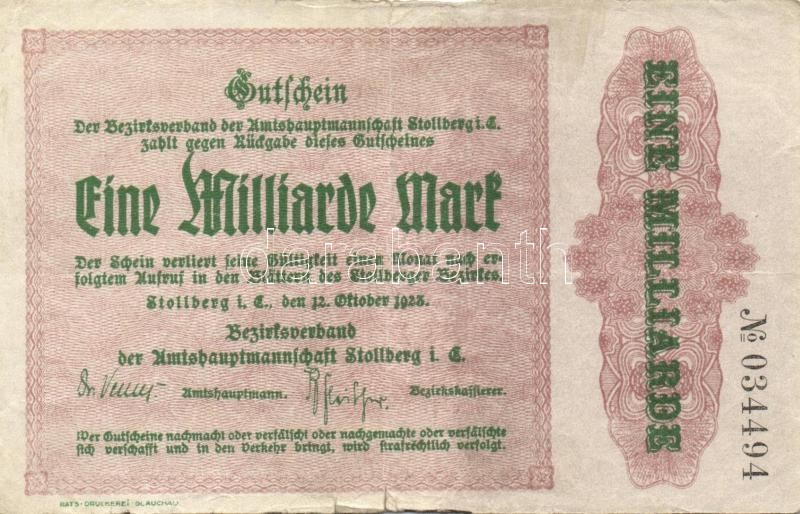 Gutschein
Der Bezirksverband der Amtshauptmannschaft Stollberg i. E.
zahlt gegen Rückgabe dieses Gutscheines
Eine Milliarde Mark
Der Schein verliert seine Gültigkeit einen Monat nach er-
folgtem Aufruf in den Blättern des Stollberger Bezirkes.
Stollberg i. E., den 12. Oktober 1923.
Bezirksverband
der Amtshauptmannschaft Stollberg i. E.
Amtshauptmann. Bezirkskassierer.
Wer Gutscheine nachmacht oder verfälscht oder nachgemachte oder verfälschte
sich verschafft und in den Verkehr bringt, wird strafrechtlich verfolgt.
RATS-DRUCKEREI GLAUCHAU
EINE MILLIARDE
№ 034494
darabanth